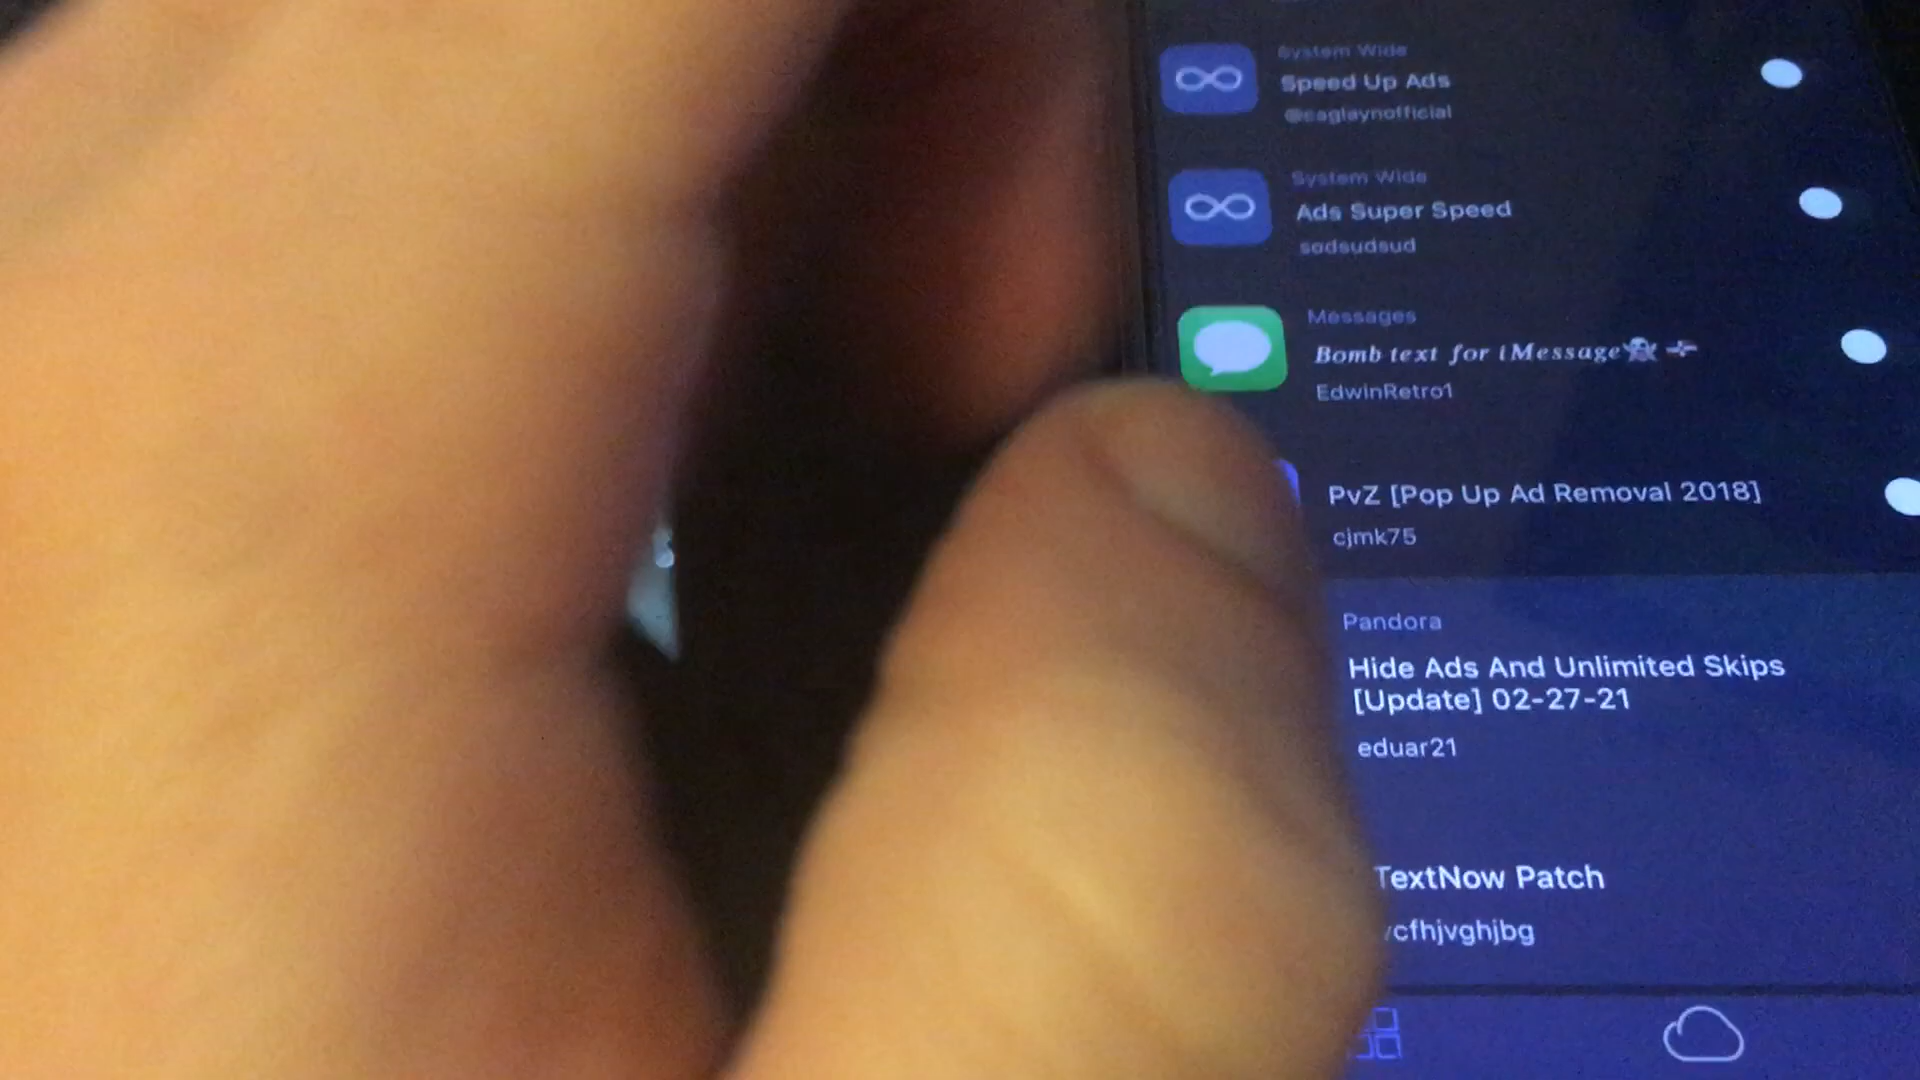 System Wide
Speed Up Ads
@eaglaynofficial
System Wide
Ads Super Speed
sodsudsud
Messages
Bomb text for iMessage
EdwinRetro1
PvZ [Pop Up Ad Removal 2018]
cjmk75
Pandora
Hide Ads And Unlimited Skips
[Update] 02-27-21
eduar21
TextNow Patch
cfhjvghjbg